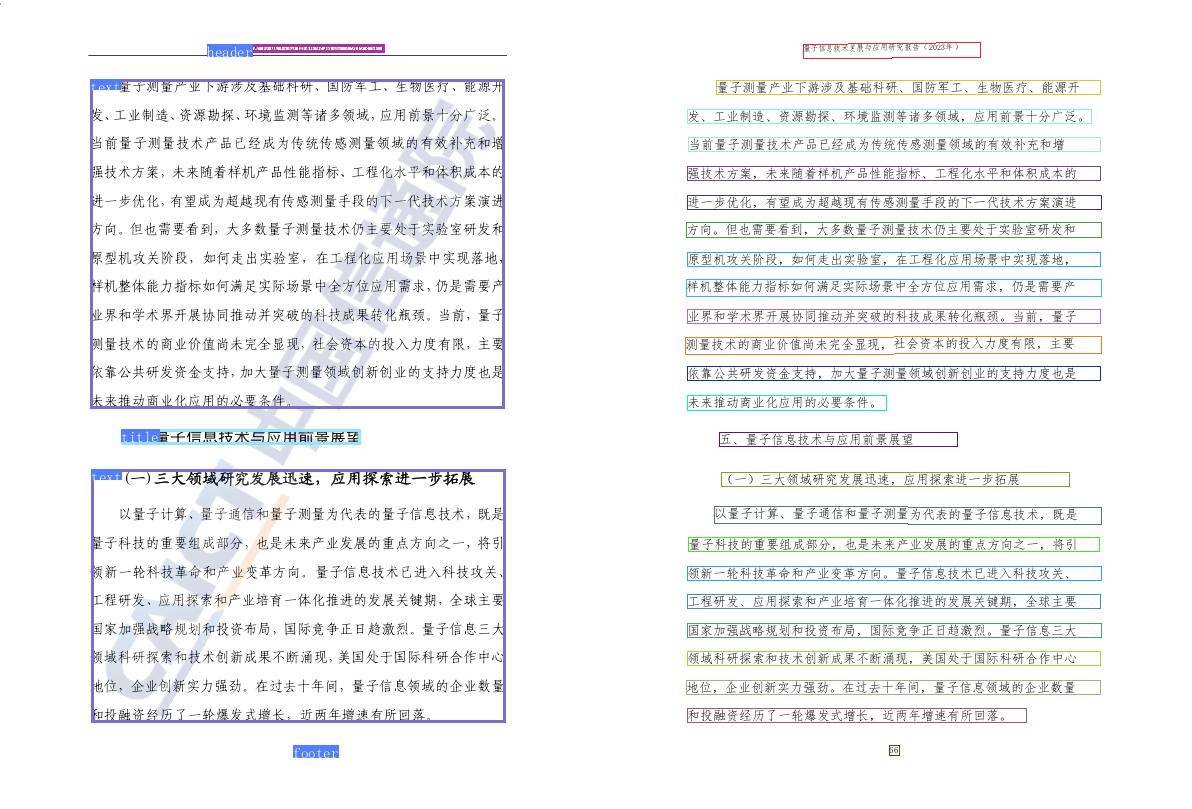 header
text量子测量产业下游涉及基础科研、国防军工、生物医疗、能源开
发、工业制造、资源勘探、环境监测等诸多领域，应用前景十分广泛。
当前量子测量技术产品已经成为传统传感测量领域的有效补充和增
强技术方案，未来随着样机产品性能指标、工程化水平和体积成本的
进一步优化，有望成为超越现有传感测量手段的下一代技术方案演进
方向。但也需要看到，大多数量子测量技术仍主要处于实验室研发和
原型机攻关阶段，如何走出实验室，在工程化应用场景中实现落地，
样机整体能力指标如何满足实际场景中全方位应用需求，仍是需要产
业界和学术界开展协同推动并突破的科技成果转化瓶颈。当前，量子
测量技术的商业价值尚未完全显现，社会资本的投入力度有限，主要
依靠公共研发资金支持，加大量子测量领域创新创业的支持力度也是
未来推动商业化应用的必要条件。
title量子信息技术与应用前景展望
text(一)三大领域研究发展迅速，应用探索进一步拓展
以量子计算、量子通信和量子测量为代表的量子信息技术，既是
量子科技的重要组成部分，也是未来产业发展的重点方向之一，将引
领新一轮科技革命和产业变革方向。量子信息技术已进入科技攻关、
工程研发、应用探索和产业培育一体化推进的发展关键期，全球主要
国家加强战略规划和投资布局，国际竞争正日趋激烈。量子信息三大
领域科研探索和技术创新成果不断涌现，美国处于国际科研合作中心
地位，企业创新实力强劲。在过去十年间，量子信息领域的企业数量
和投融资经历了一轮爆发式增长，近两年增速有所回落。
footer
CAICT 中国信通院
量子信息技术发展与应用研究报告（2023年）
量子测量产业下游涉及基础科研、国防军工、生物医疗、能源开
发、工业制造、资源勘探、环境监测等诸多领域，应用前景十分广泛。
当前量子测量技术产品已经成为传统传感测量领域的有效补充和增
强技术方案，未来随着样机产品性能指标、工程化水平和体积成本的
进一步优化，有望成为超越现有传感测量手段的下一代技术方案演进
方向。但也需要看到，大多数量子测量技术仍主要处于实验室研发和
原型机攻关阶段，如何走出实验室，在工程化应用场景中实现落地，
样机整体能力指标如何满足实际场景中全方位应用需求，仍是需要产
业界和学术界开展协同推动并突破的科技成果转化瓶颈。当前，量子
测量技术的商业价值尚未完全显现，社会资本的投入力度有限，主要
依靠公共研发资金支持，加大量子测量领域创新创业的支持力度也是
未来推动商业化应用的必要条件。
五、量子信息技术与应用前景展望
（一）三大领域研究发展迅速，应用探索进一步拓展
以量子计算、量子通信和量子测量为代表的量子信息技术，既是
量子科技的重要组成部分，也是未来产业发展的重点方向之一，将引
领新一轮科技革命和产业变革方向。量子信息技术已进入科技攻关、
工程研发、应用探索和产业培育一体化推进的发展关键期，全球主要
国家加强战略规划和投资布局，国际竞争正日趋激烈。量子信息三大
领域科研探索和技术创新成果不断涌现，美国处于国际科研合作中心
地位，企业创新实力强劲。在过去十年间，量子信息领域的企业数量
和投融资经历了一轮爆发式增长，近两年增速有所回落。
56